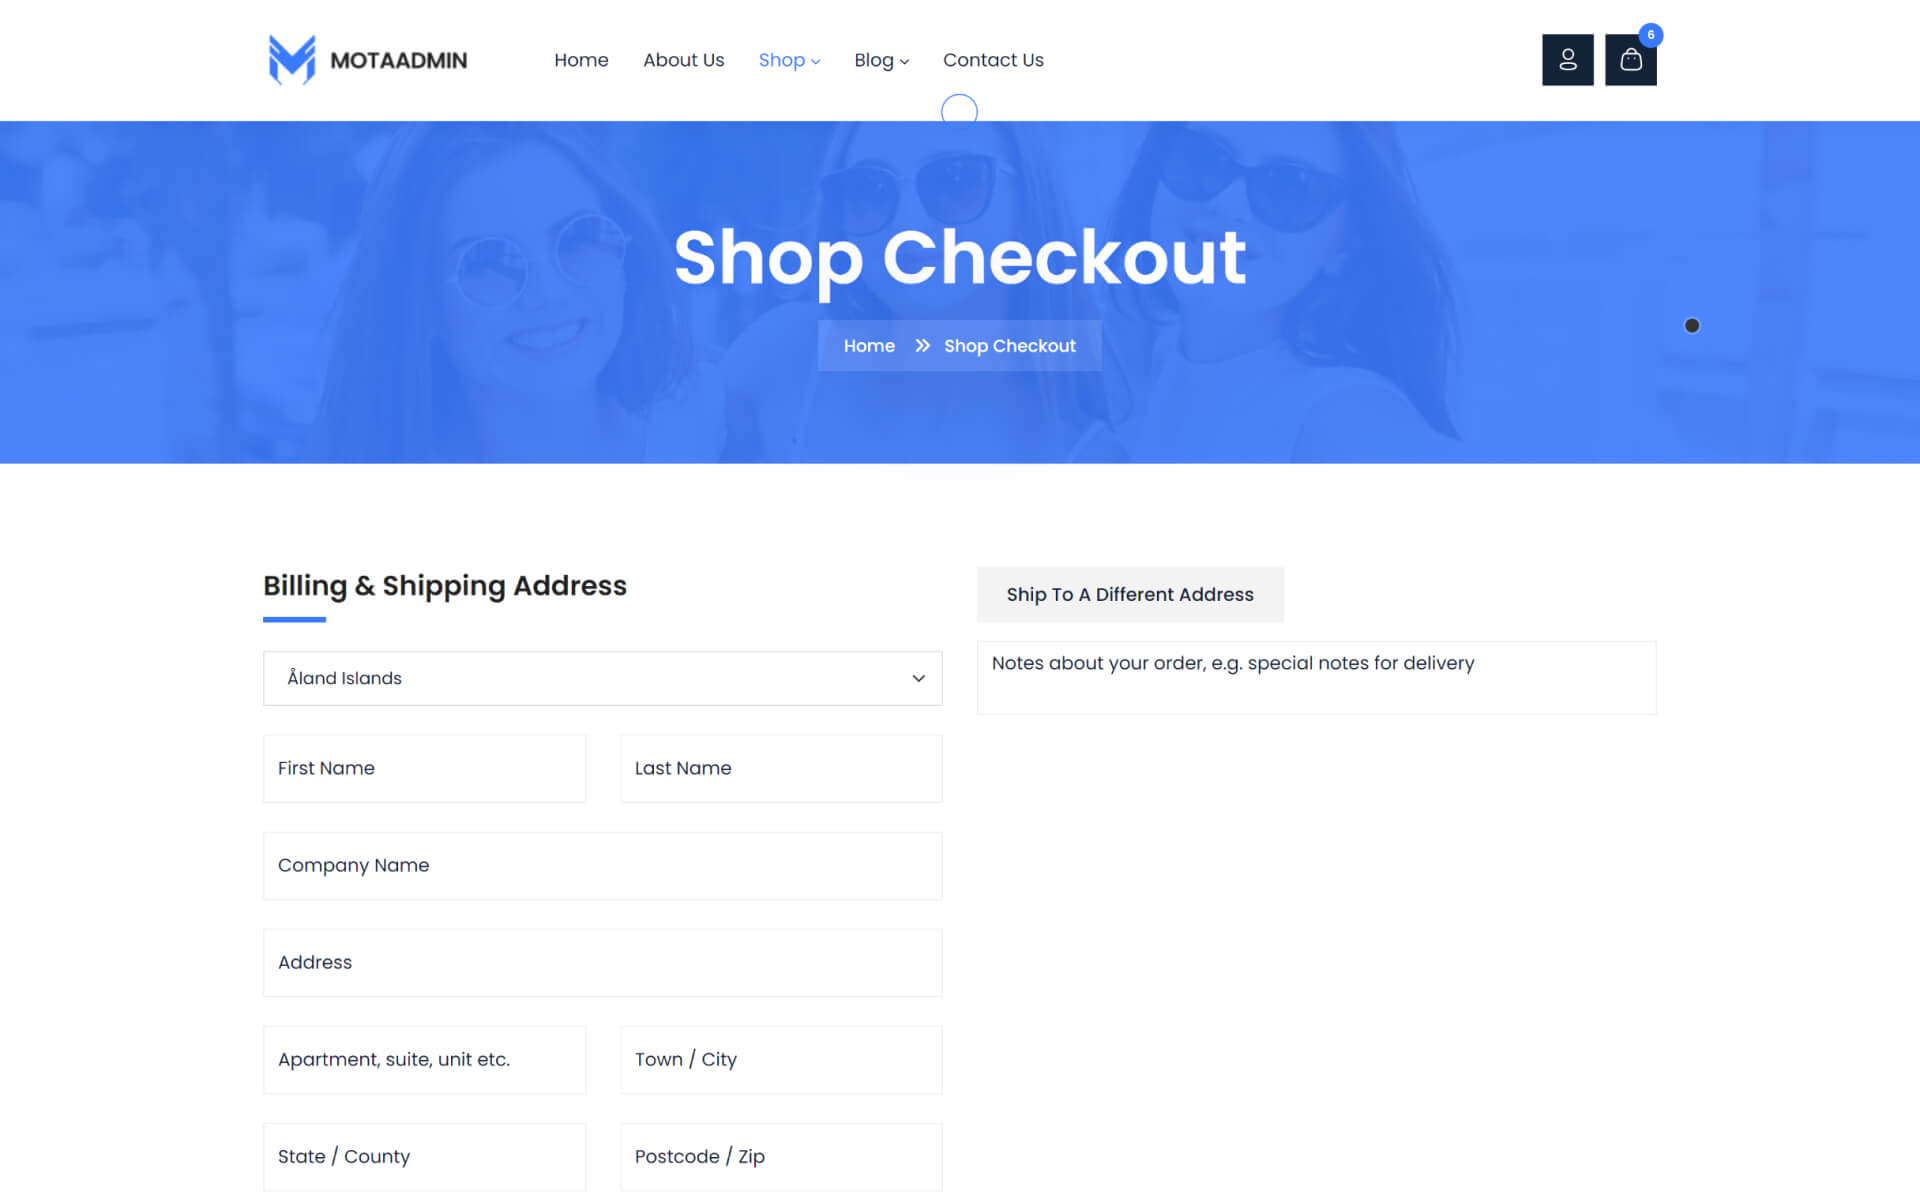 MOTAADMIN
Home About Us Shop Blog Contact Us
6
Shop Checkout
Home Shop Checkout
Billing & Shipping Address
Åland Islands
First Name Last Name
Company Name
Address
Apartment, suite, unit etc. Town / City
State / County Postcode / Zip
Ship To A Different Address
Notes about your order, e.g. special notes for delivery